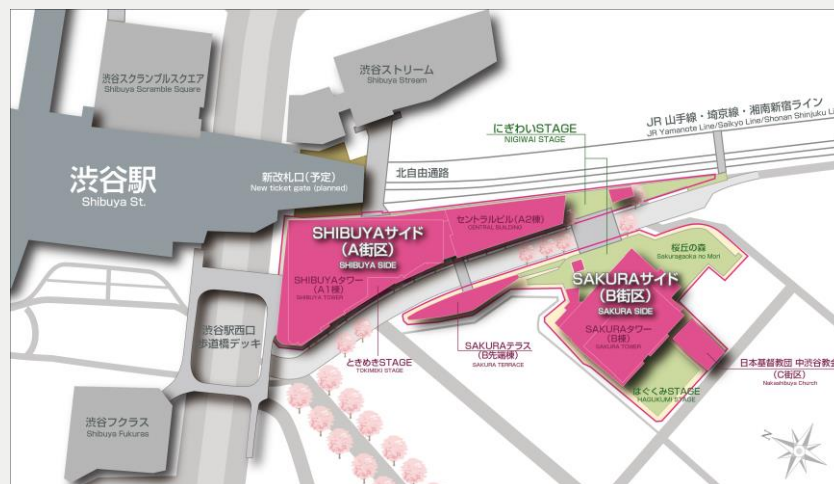 渋谷スクランブルスクエア
Shibuya Scramble Square
渋谷ストリーム
Shibuya Stream
にぎわいSTAGE
NIGIWAI STAGE
JR 山手線・埼京線・湘南新宿ライン
JR Yamanote Line/Saikyo Line/Shonan Shinjuku Li
渋谷駅
Shibuya St.
新改札口(予定)
New ticket gate (planned)
北自由通路
SHIBUYAサイド
(A街区)
SHIBUYA SIDE
セントラルビル(A2棟)
CENTRAL BUILDING
SHIBUYAタワー
(A1棟)
SHIBUYA TOWER
桜丘の森
Sakuragaoka no Mori
SAKURAサイド
(B街区)
SAKURA SIDE
SAKURAタワー
(B棟)
SAKURA TOWER
渋谷駅西口
歩道橋デッキ
ときめきSTAGE
TOKIMEKI STAGE
SAKURAテラス
(B先端棟)
SAKURA TERRACE
日本基督教団 中渋谷教会
(C街区)
Nakashibuya Church
はぐくみSTAGE
HAGUKUMI STAGE
渋谷フクラス
Shibuya Fukuras
N